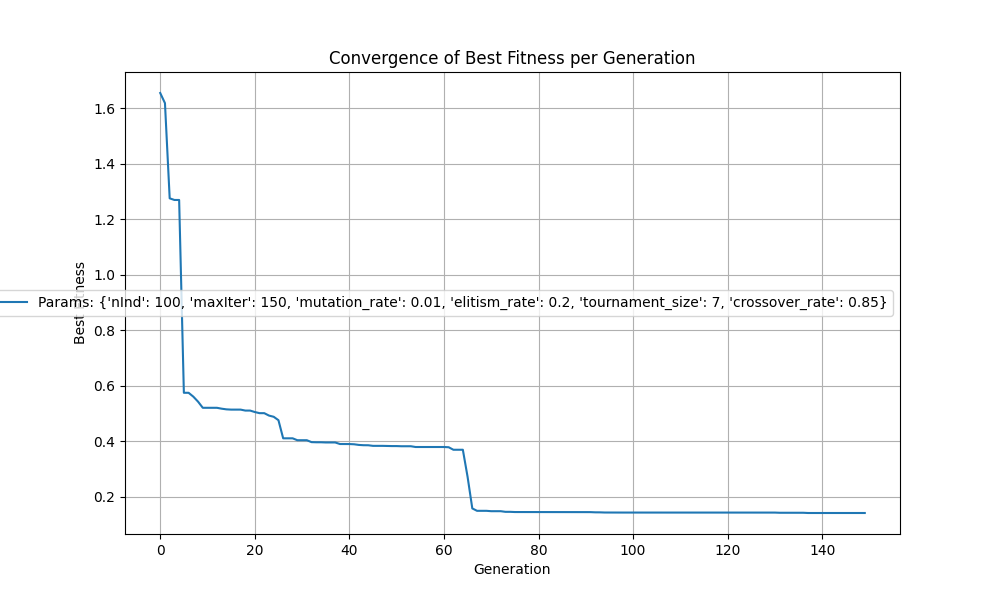 Convergence of Best Fitness per Generation
1.6
1.4
1.2
1.0
0.8
0.6
0.4
0.2
Best
ness
Params: {'nInd': 100, 'maxIter': 150, 'mutation_rate': 0.01, 'elitism_rate': 0.2, 'tournament_size': 7, 'crossover_rate': 0.85}
0 20 40 60 80 100 120 140
Generation